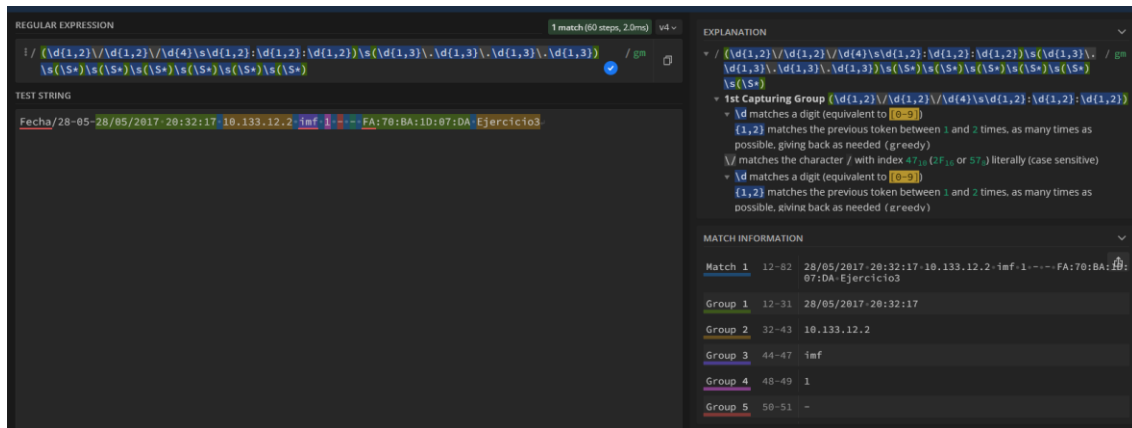 REGULAR EXPRESSION
1 match (60 steps, 2.0ms)
v4
/ (\d{1,2}\/\d{1,2}\/\d{4}\s\d{1,2}:\d{1,2}:\d{1,2})\s(\d{1,3}\.\d{1,3}\.\d{1,3}\.\d{1,3})
\s(\S*)\s(\S*)\s(\S*)\s(\S*)\s(\S*)\s(\S*)
/ gm
TEST STRING
Fecha/28-05-28/05/2017·20:32:17·10.133.12.2·imf·1·-·-·FA:70:BA:1D:07:DA·Ejercicio3
EXPLANATION
/ (\d{1,2}\/\d{1,2}\/\d{4}\s\d{1,2}:\d{1,2}:\d{1,2})\s(\d{1,3}\. / gm
\d{1,3}\.\d{1,3}\.\d{1,3})\s(\S*)\s(\S*)\s(\S*)\s(\S*)\s(\S*)
\s(\S*)
1st Capturing Group (\d{1,2}\/\d{1,2}\/\d{4}\s\d{1,2}:\d{1,2}:\d{1,2})
\d matches a digit (equivalent to [0-9])
{1,2} matches the previous token between 1 and 2 times, as many times as
possible, giving back as needed (greedy)
\/ matches the character / with index 47₁₀ (2F₁₆ or 57₈) literally (case sensitive)
\d matches a digit (equivalent to [0-9])
{1,2} matches the previous token between 1 and 2 times, as many times as
possible, giving back as needed (greedy)
MATCH INFORMATION
Match 1 12-82 28/05/2017·20:32:17·10.133.12.2·imf·1·-·-·FA:70:BA:1D:
07:DA·Ejercicio3
Group 1 12-31 28/05/2017·20:32:17
Group 2 32-43 10.133.12.2
Group 3 44-47 imf
Group 4 48-49 1
Group 5 50-51 -